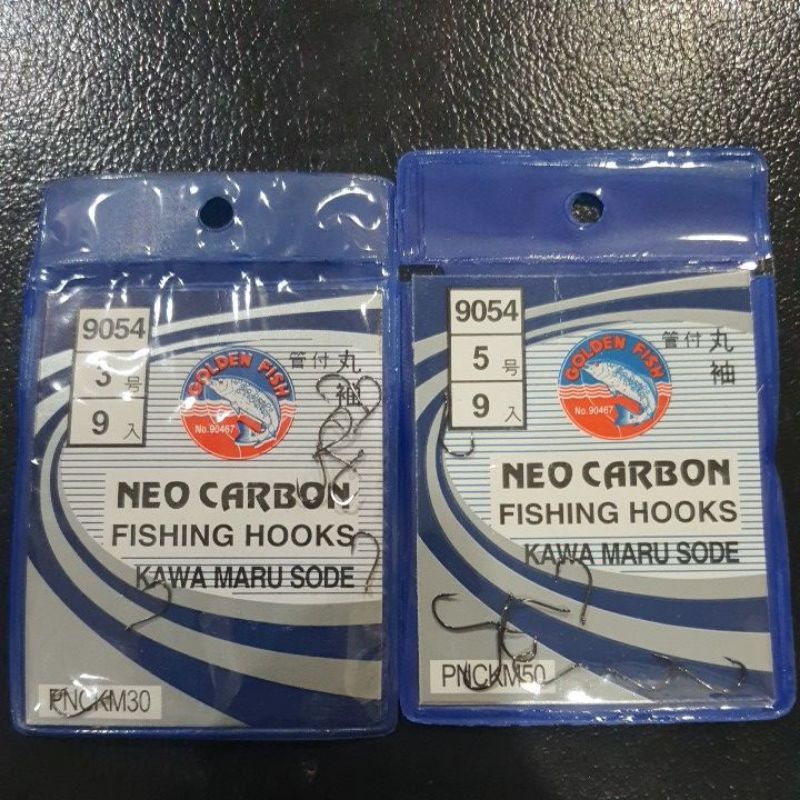 9054
3号
9入
GOLDEN FISH
No.90467
管付丸袖
NEO CARBON
FISHING HOOKS
KAWA MARU SODE
PNCKM30
9054
5号
9入
GOLDEN FISH
No.90467
管付丸袖
NEO CARBON
FISHING HOOKS
KAWA MARU SODE
PNCKM50